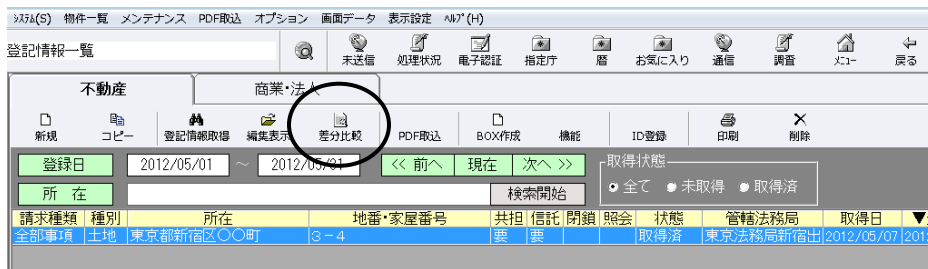 ｼｽﾃﾑ(S) 物件一覧 メンテナンス PDF取込 オプション 画面データ 表示設定 ﾍﾙﾌﾟ(H)
登記情報一覧 未送信 処理状況 電子認証 指定庁 暦 お気に入り 通信 調査 ﾒﾆｭｰ 戻る
不動産 商業・法人
新規 コピー 登記情報取得 編集表示 差分比較 PDF取込 BOX作成 機能 ID登録 印刷 削除
登録日 2012/05/01 ～ 2012/05/31 << 前へ 現在 次へ >> 取得状態
所 在 検索開始 全て 未取得 取得済
請求種類 種別 所在 地番・家屋番号 共担 信託 閉鎖 照会 状態 管轄法務局 取得日 ▼
全部事項 土地 東京都新宿区〇〇町 3－4 要 要 取得済 東京法務局新宿出 2012/05/07 201